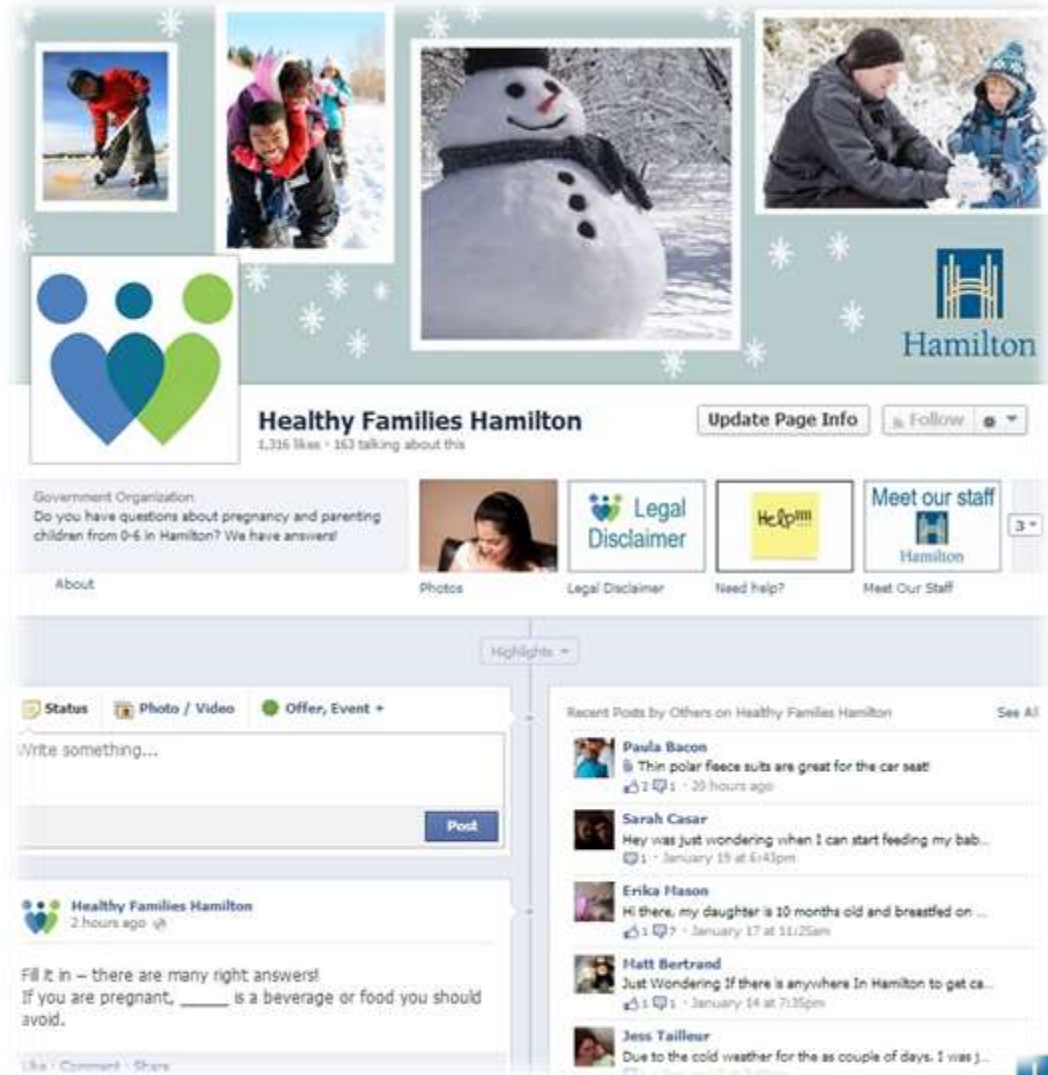 Hamilton
Healthy Families Hamilton
1,316 likes · 163 talking about this
Update Page Info
Follow
Government Organization
Do you have questions about pregnancy and parenting
children from 0-6 in Hamilton? We have answers!
About
Photos
Legal
Disclaimer
Legal Disclaimer
Help!!!!
Need help?
Meet our staff
Hamilton
Meet Our Staff
3
Highlights
Status
Photo / Video
Offer, Event +
Write something...
Post
Healthy Families Hamilton
2 hours ago
Fill it in – there are many right answers!
If you are pregnant, _____ is a beverage or food you should
avoid.
Like · Comment · Share
Recent Posts by Others on Healthy Families Hamilton
See All
Paula Bacon
Thin polar fleece suits are great for the car seat!
2 1 · 20 hours ago
Sarah Casar
Hey was just wondering when I can start feeding my bab...
1 · January 19 at 6:43pm
Erika Mason
Hi there, my daughter is 10 months old and breastfed on ...
1 7 · January 17 at 11:25am
Matt Bertrand
Just Wondering If there is anywhere In Hamilton to get ca...
1 1 · January 14 at 7:35pm
Jess Tailleur
Due to the cold weather for the as couple of days. I was j...